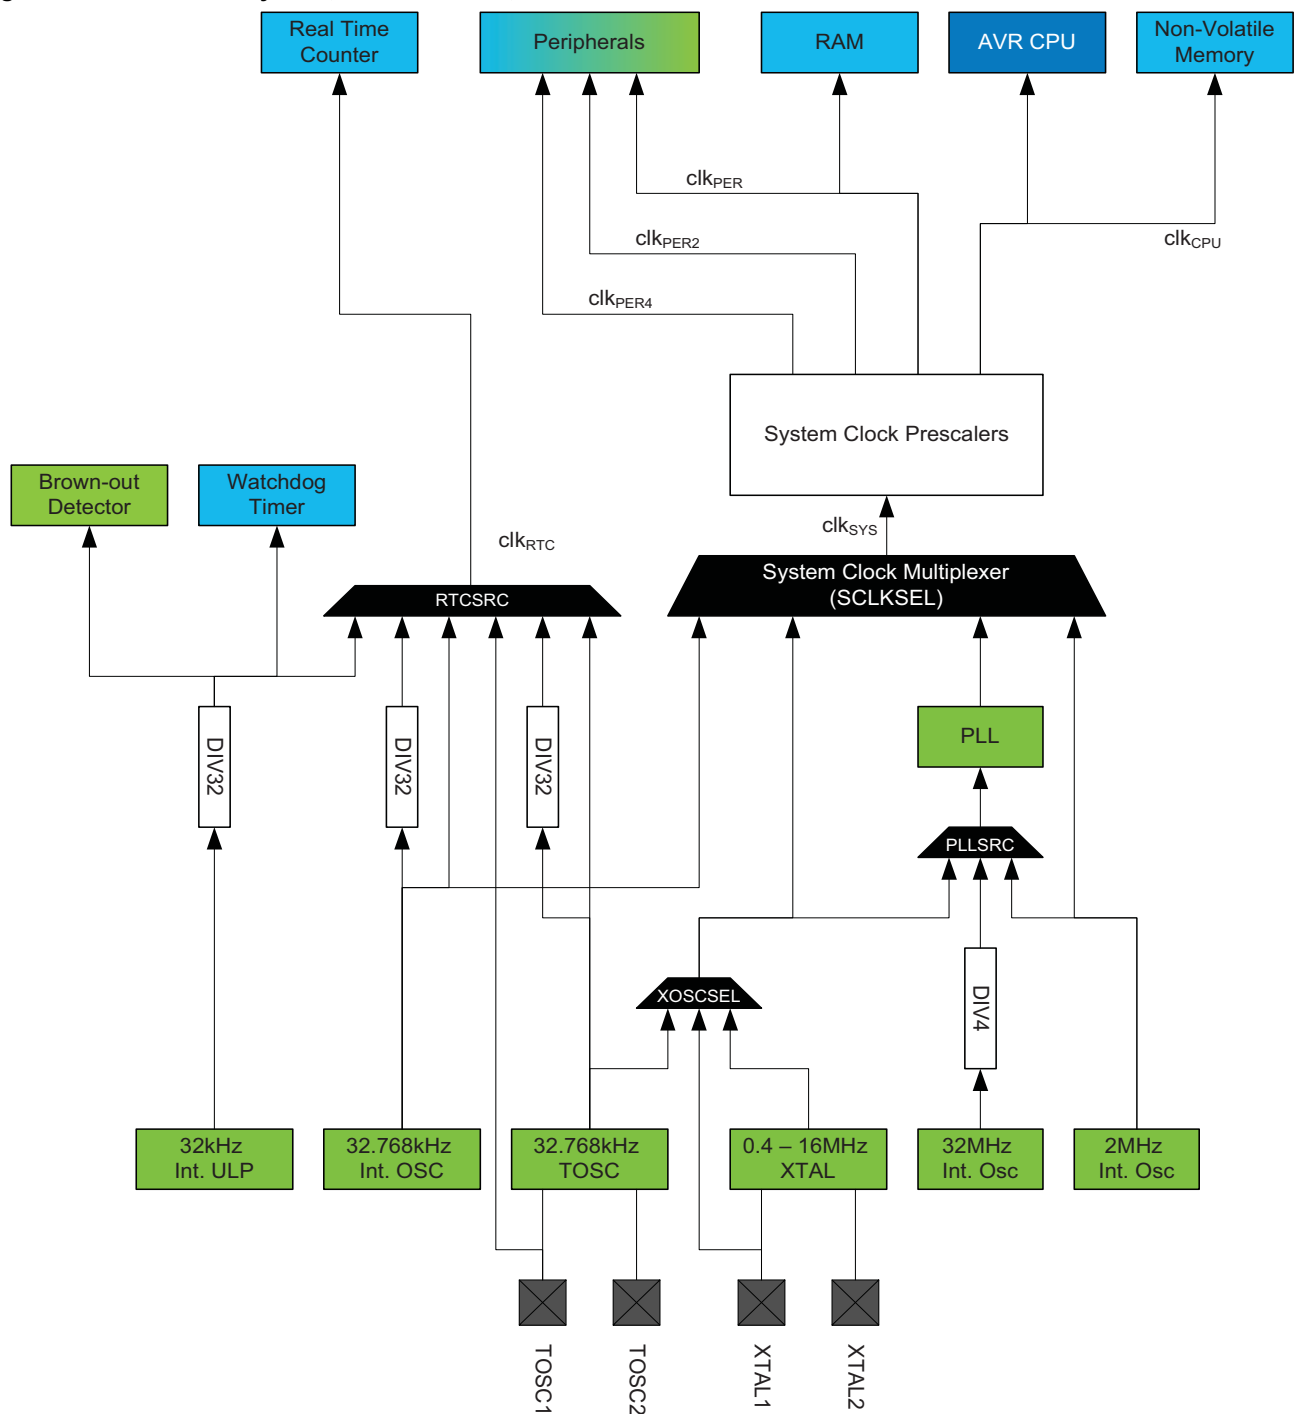 Real Time
Counter
Peripherals
RAM
AVR CPU
Non-Volatile
Memory
clkPER
clkPER2
clkCPU
clkPER4
System Clock Prescalers
Brown-out
Detector
Watchdog
Timer
clkSYS
clkRTC
System Clock Multiplexer
(SCLKSEL)
RTCSRC
DIV32
DIV32
DIV32
PLL
PLLSRC
XOSCSEL
DIV4
32kHz
Int. ULP
32.768kHz
Int. OSC
32.768kHz
TOSC
0.4 – 16MHz
XTAL
32MHz
Int. Osc
2MHz
Int. Osc
TOSC1
TOSC2
XTAL1
XTAL2